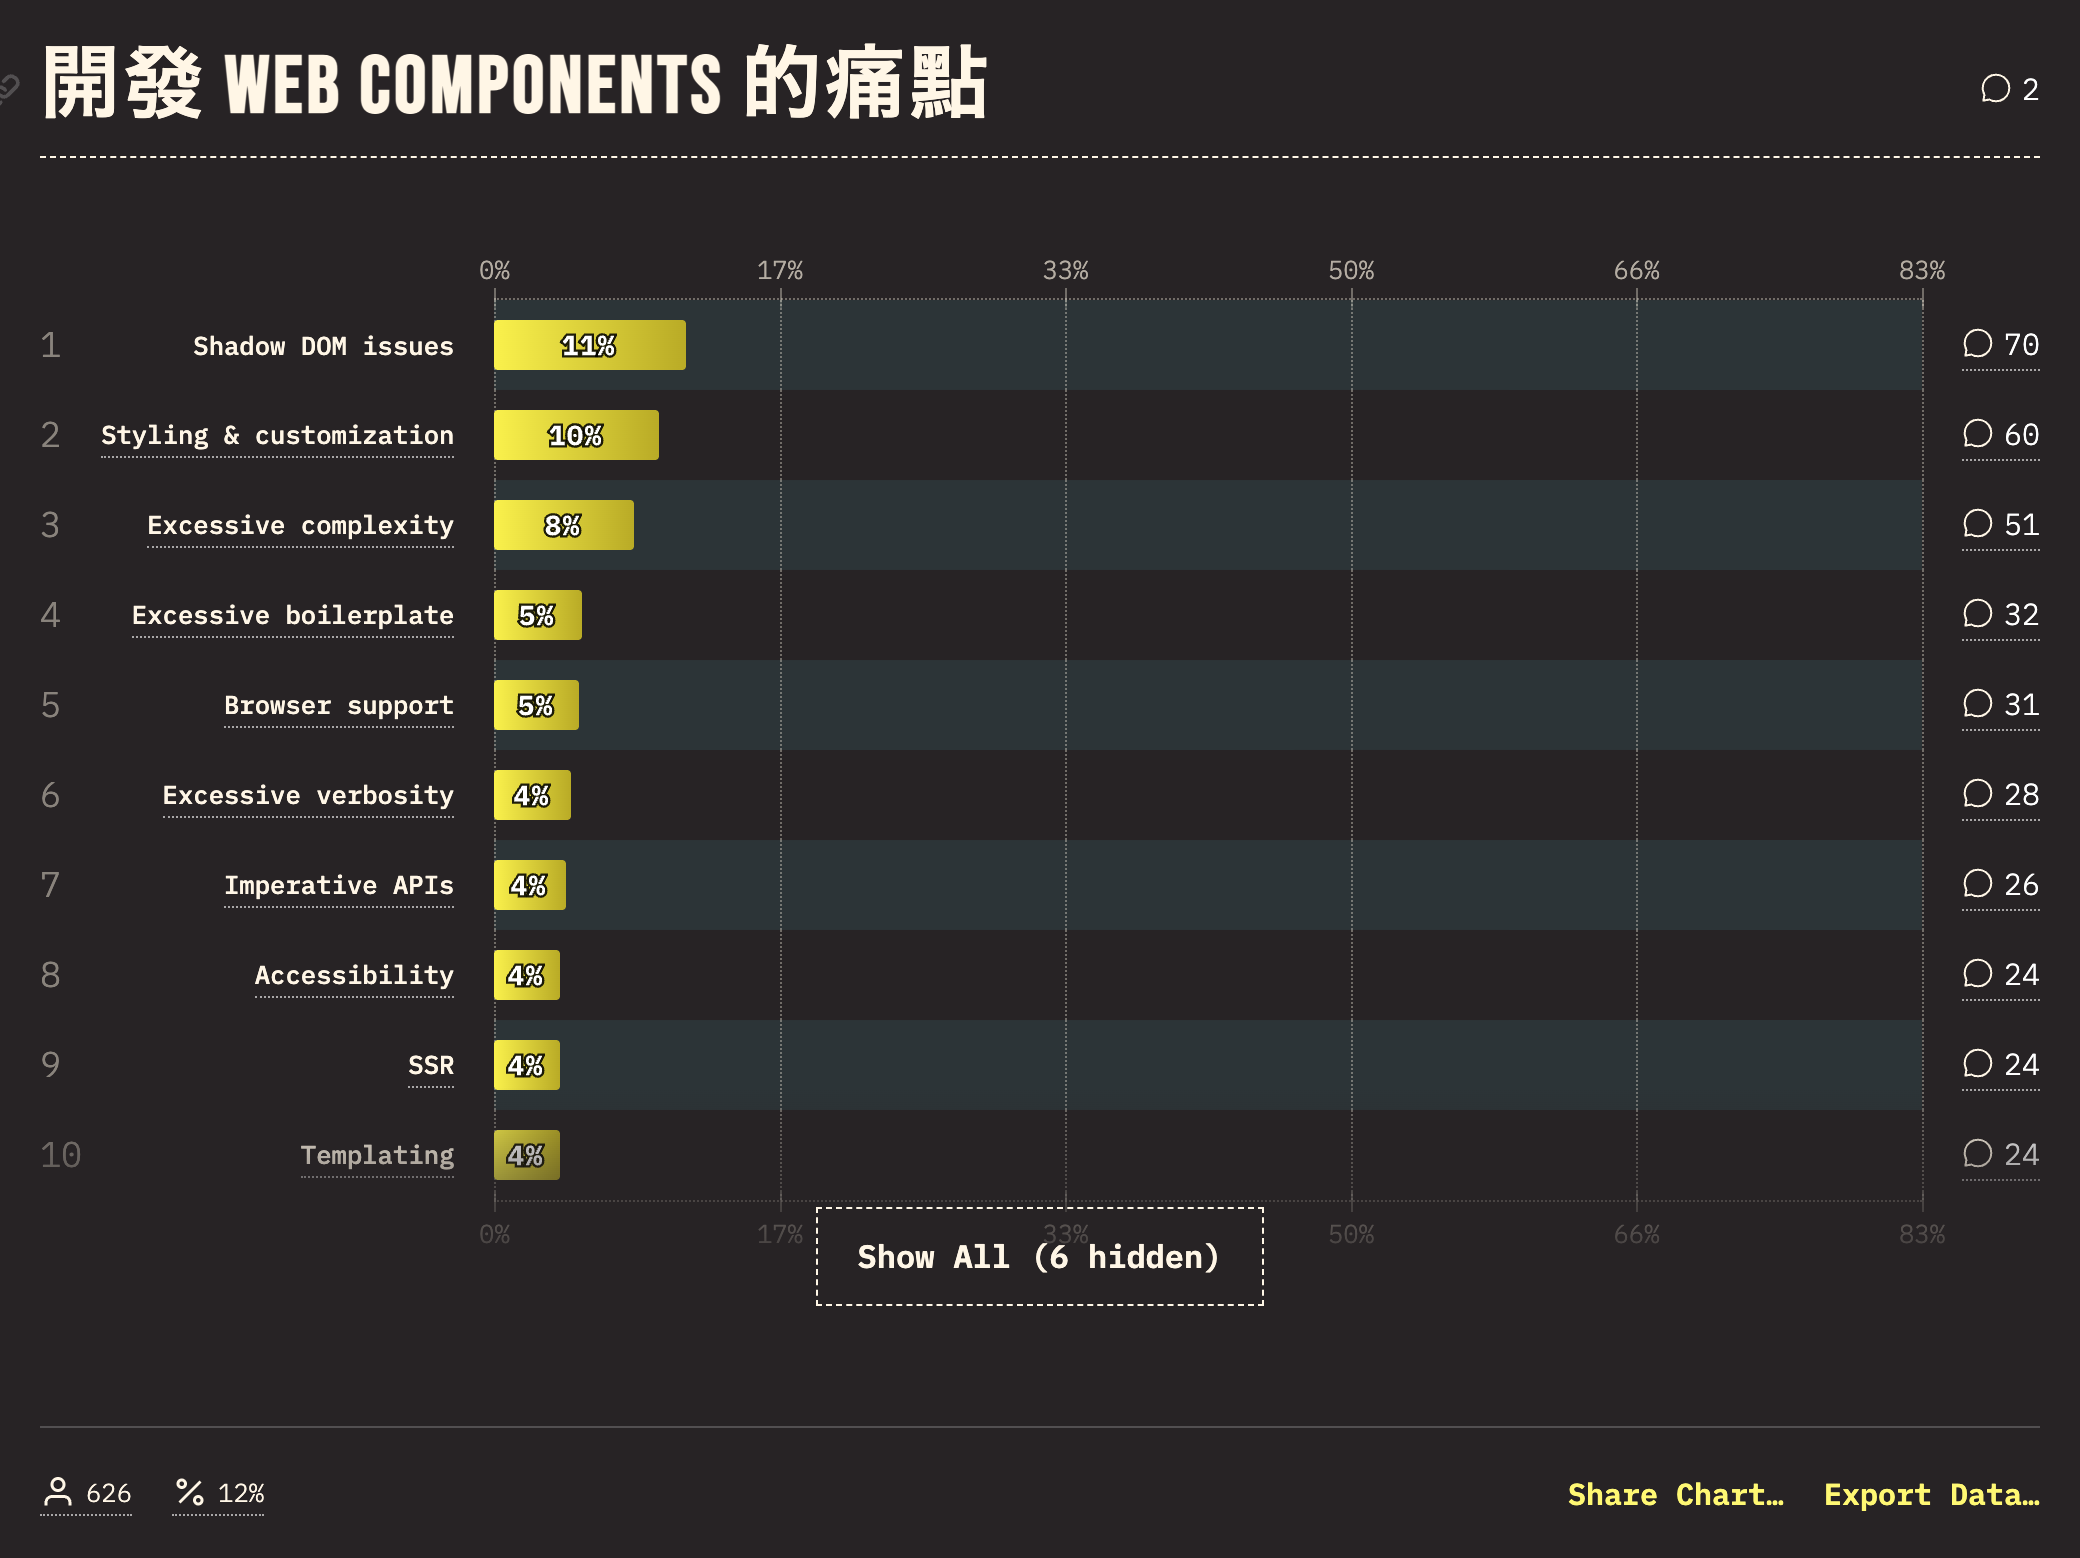 開發 WEB COMPONENTS 的痛點
2
0% 17% 33% 50% 66% 83%
1 Shadow DOM issues 11% 70
2 Styling & customization 10% 60
3 Excessive complexity 8% 51
4 Excessive boilerplate 5% 32
5 Browser support 5% 31
6 Excessive verbosity 4% 28
7 Imperative APIs 4% 26
8 Accessibility 4% 24
9 SSR 4% 24
10 Templating 4% 24
0% 17% 33% 50% 66% 83%
Show All (6 hidden)
626 12% Share Chart… Export Data…